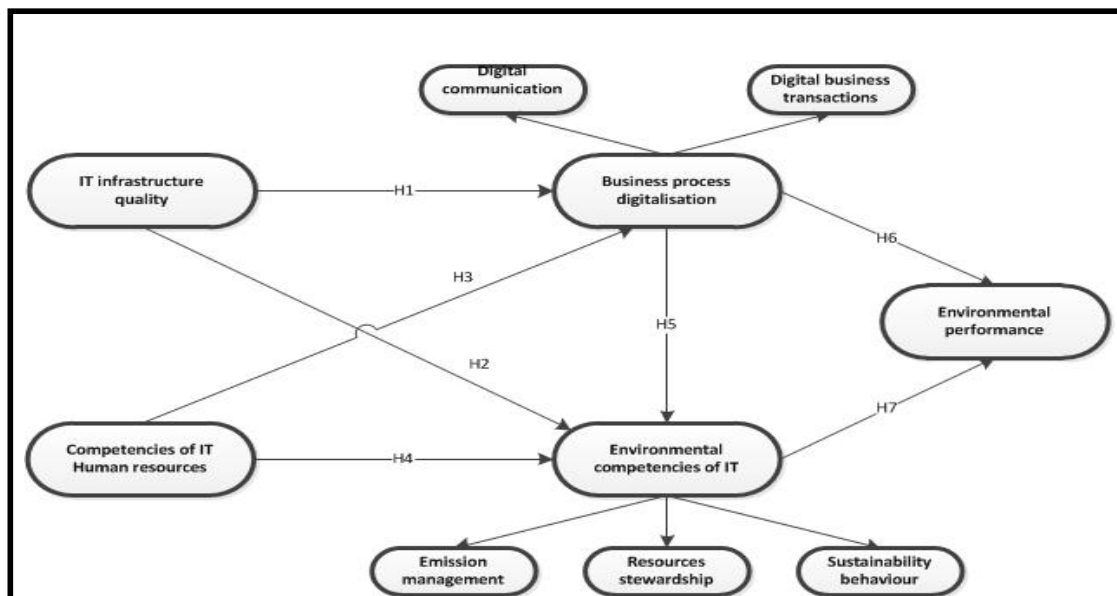 Digital
communication
Digital business
transactions
IT infrastructure
quality
H1
Business process
digitalisation
H6
H3
Environmental
performance
H5
H2
H7
Competencies of IT
Human resources
H4
Environmental
competencies of IT
Emission
management
Resources
stewardship
Sustainability
behaviour